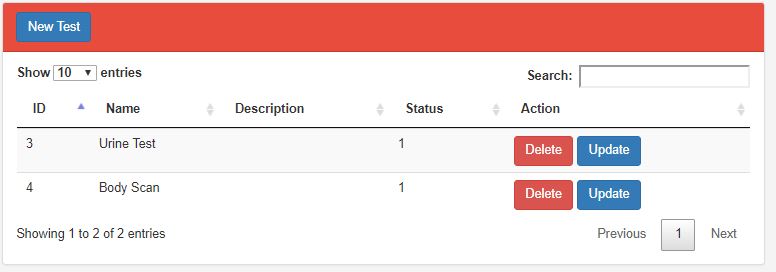 New Test
Show 10 entries Search:
ID Name Description Status Action
3 Urine Test 1 Delete Update
4 Body Scan 1 Delete Update
Showing 1 to 2 of 2 entries Previous 1 Next